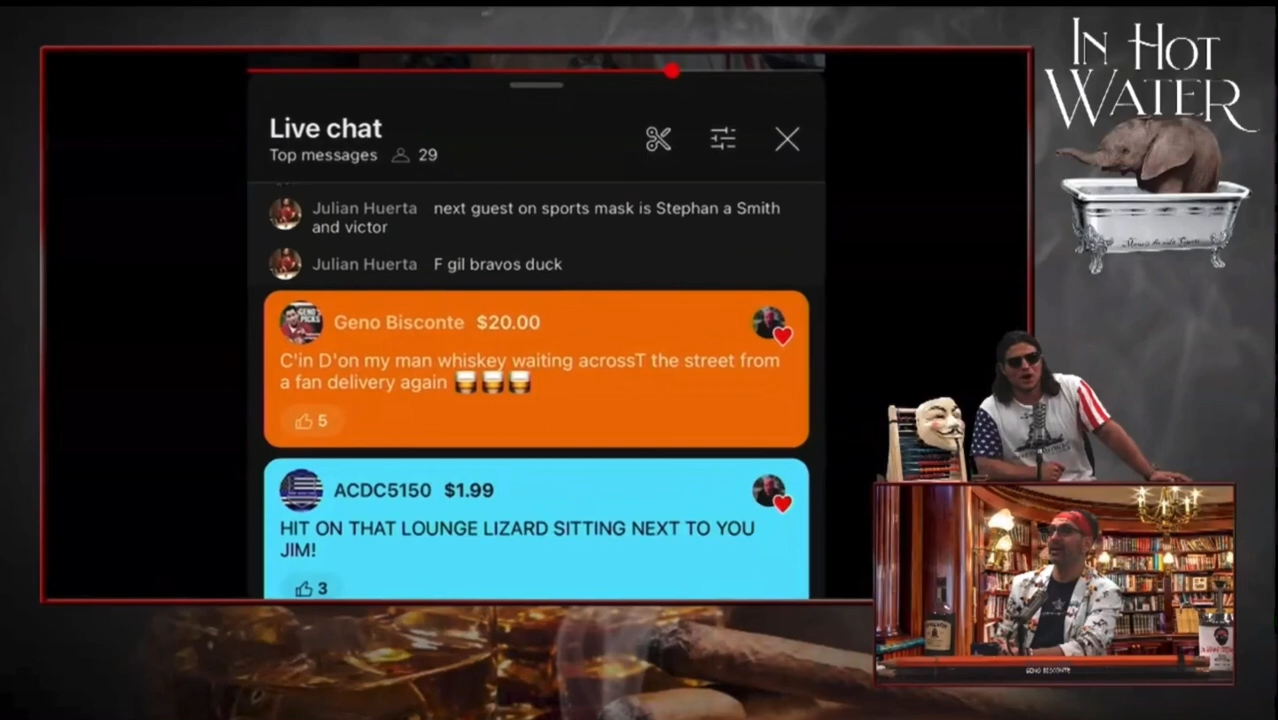 IN HOT
WATER
Live chat
Top messages 29
Julian Huerta next guest on sports mask is Stephan a Smith
and victor
Julian Huerta F gil bravos duck
Geno Bisconte $20.00
C'in D'on my man whiskey waiting acrossT the street from
a fan delivery again 🥃🥃🥃
5
ACDC5150 $1.99
HIT ON THAT LOUNGE LIZARD SITTING NEXT TO YOU
JIM!
3
GENO BISCONTE